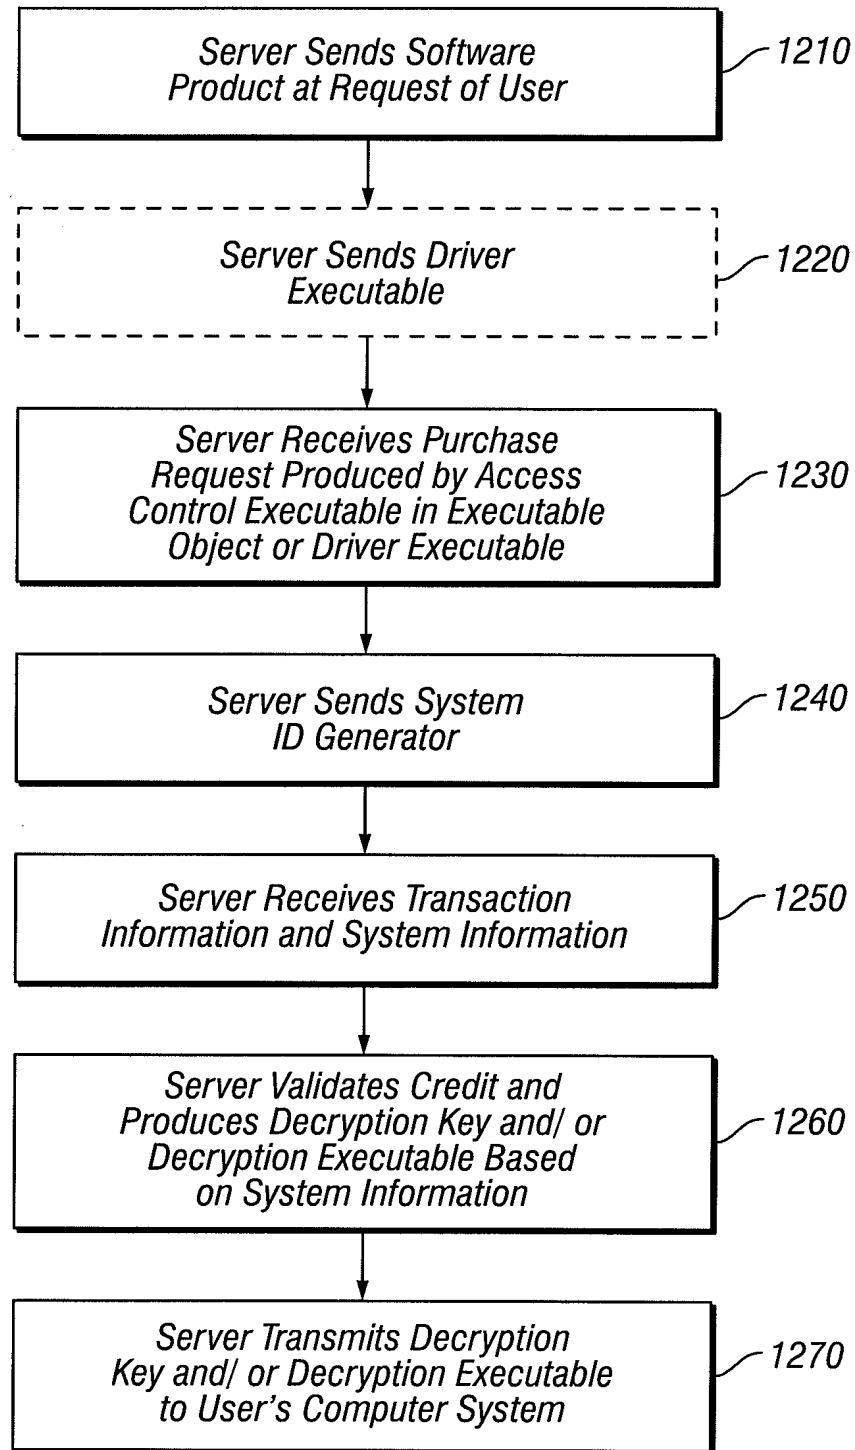 Server Sends Software
Product at Request of User
1210
Server Sends Driver
Executable
1220
Server Receives Purchase
Request Produced by Access
Control Executable in Executable
Object or Driver Executable
1230
Server Sends System
ID Generator
1240
Server Receives Transaction
Information and System Information
1250
Server Validates Credit and
Produces Decryption Key and/ or
Decryption Executable Based
on System Information
1260
Server Transmits Decryption
Key and/ or Decryption Executable
to User's Computer System
1270